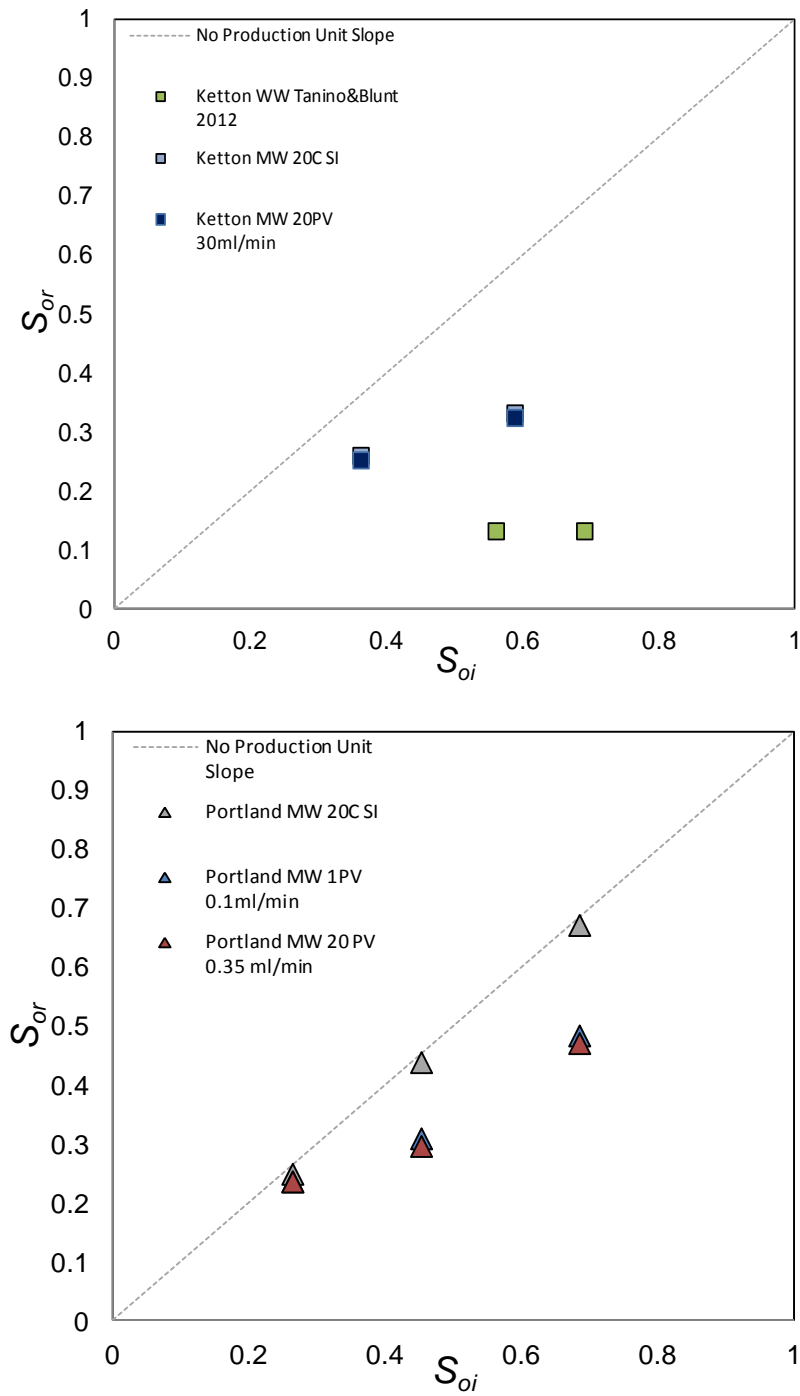 1
No Production Unit Slope
0.9
Ketton WW Tanino&Blunt
2012
0.8
Ketton MW 20C SI
0.7
Ketton MW 20PV
30ml/min
0.6
0.5
Sor
0.4
0.3
0.2
0.1
0
0 0.2 0.4 0.6 0.8 1
Soi
1
No Production Unit
Slope
0.9
Portland MW 20C SI
0.8
Portland MW 1PV
0.1ml/min
0.7
Portland MW 20 PV
0.35 ml/min
0.6
0.5
Sor
0.4
0.3
0.2
0.1
0
0 0.2 0.4 0.6 0.8 1
Soi